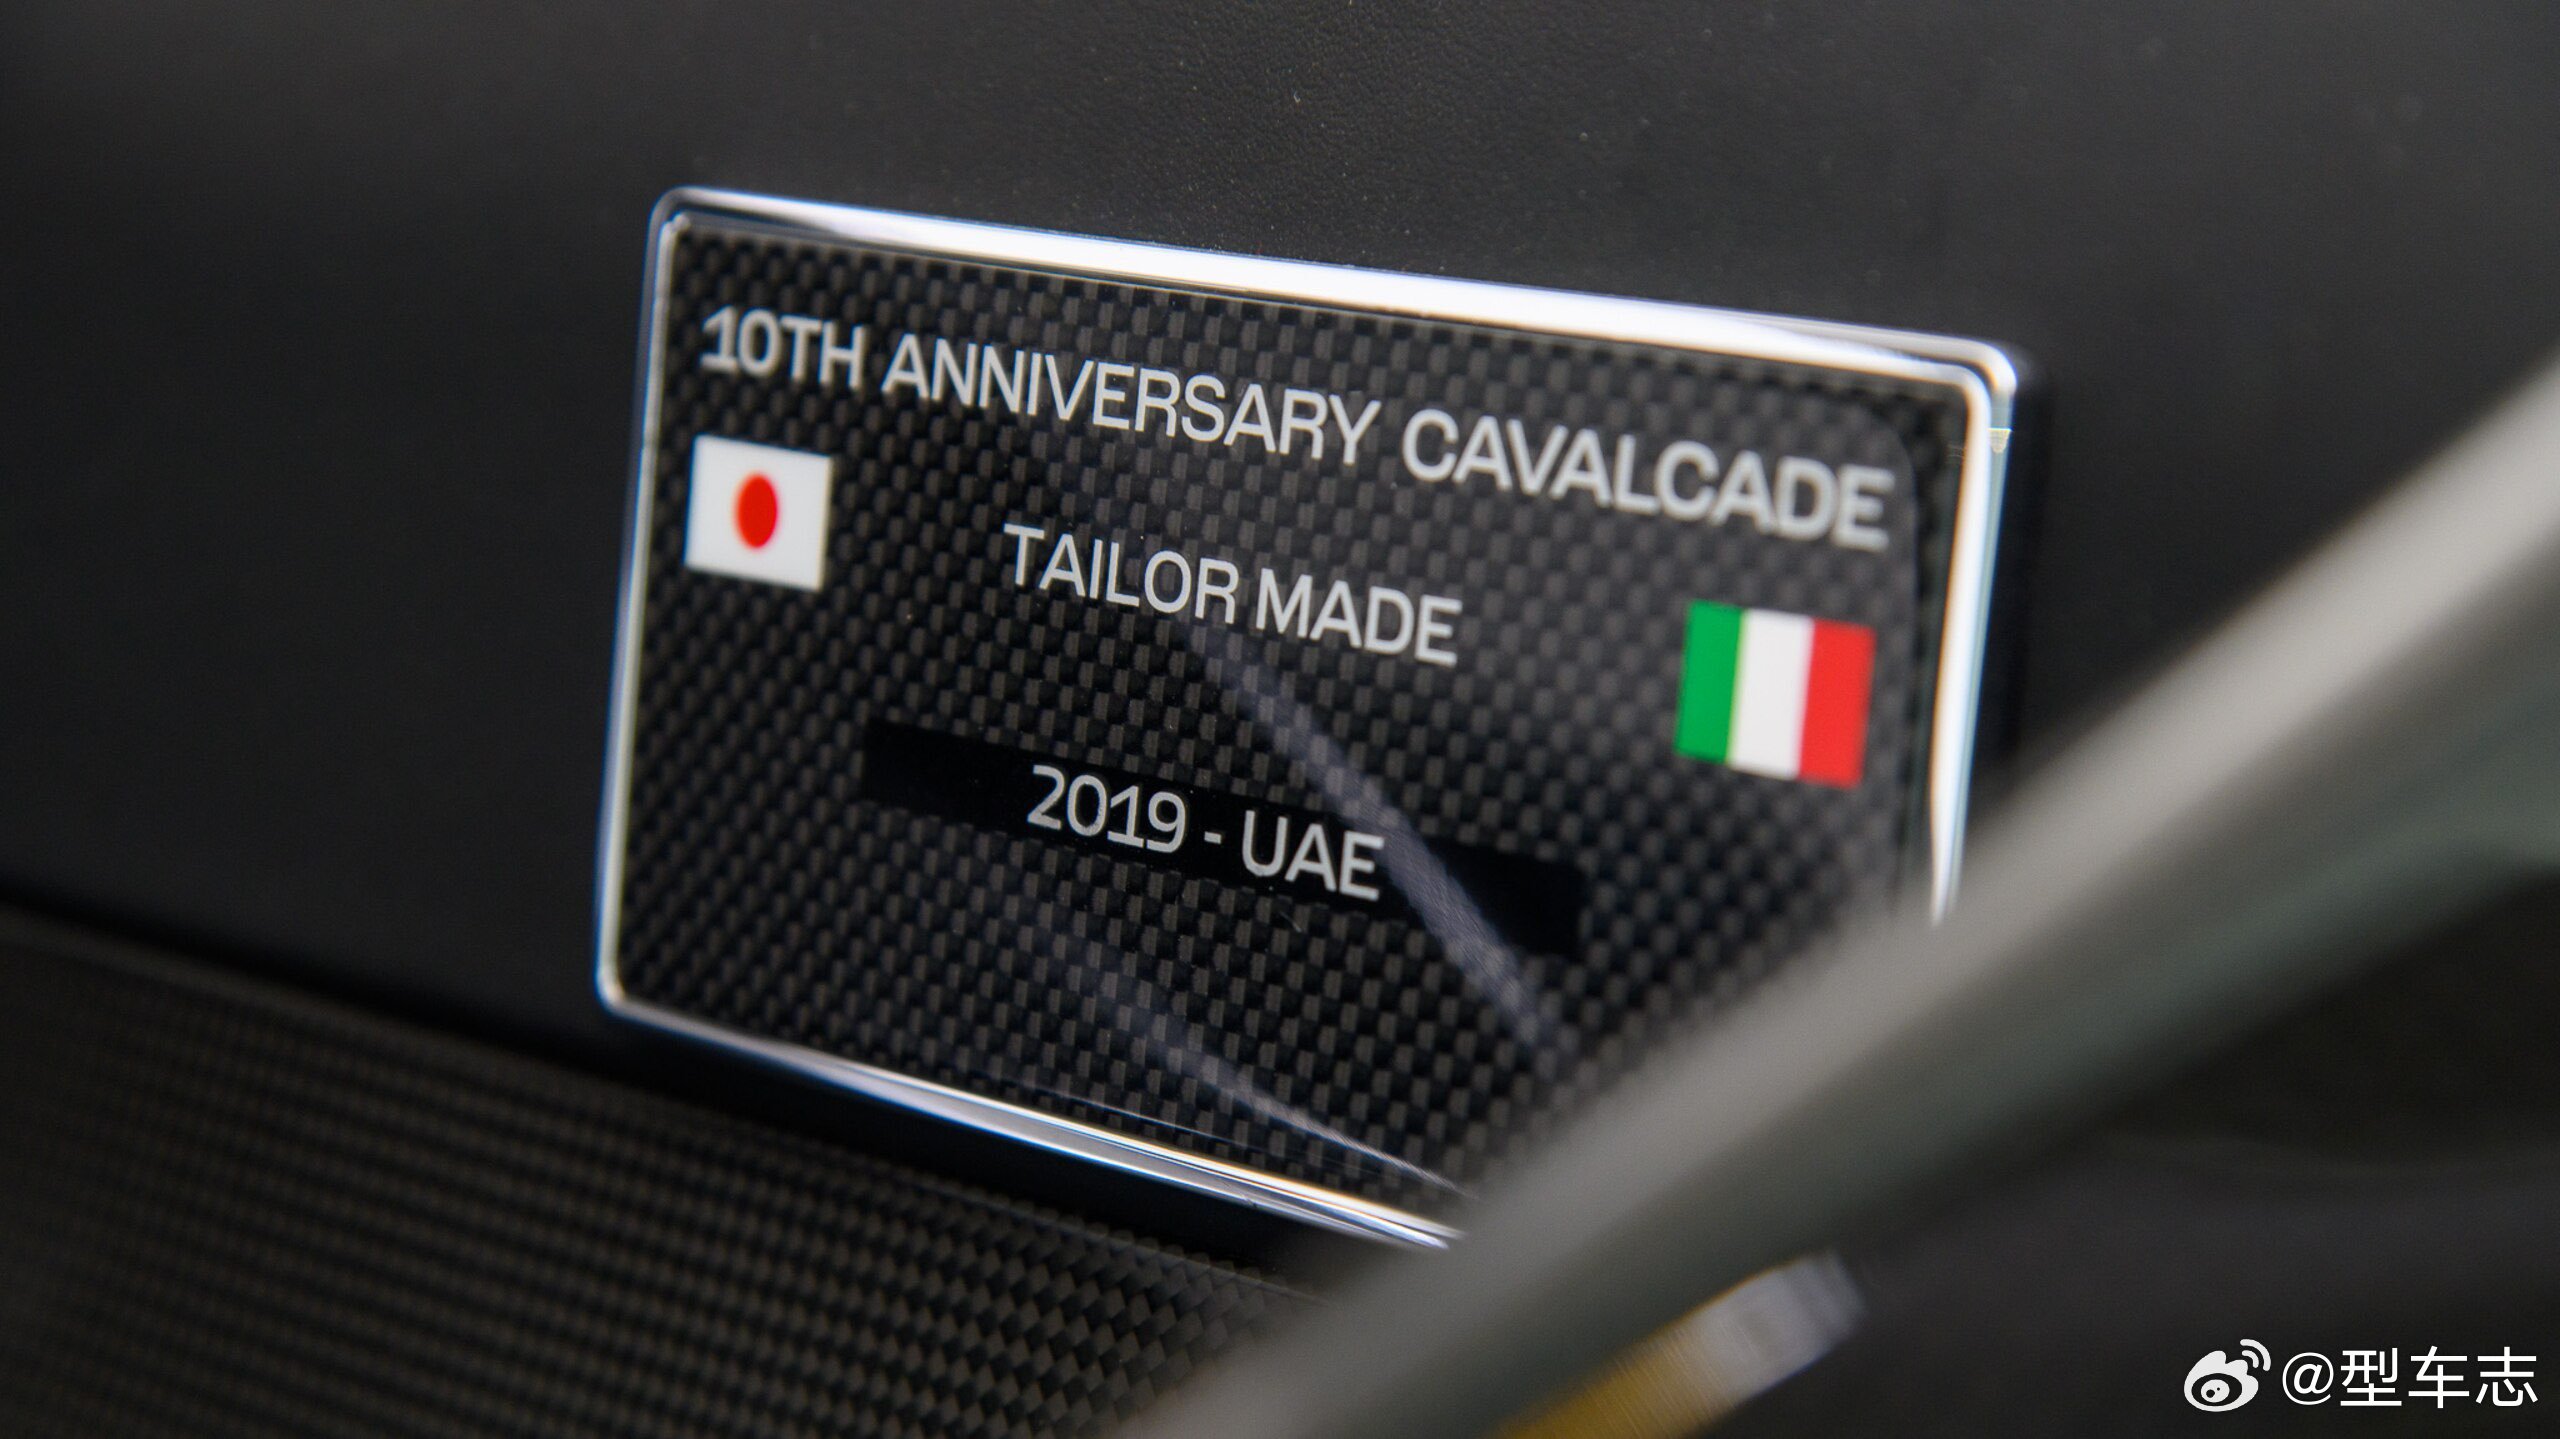 10TH ANNIVERSARY CAVALCADE
TAILOR MADE
2019 - UAE
@型车志